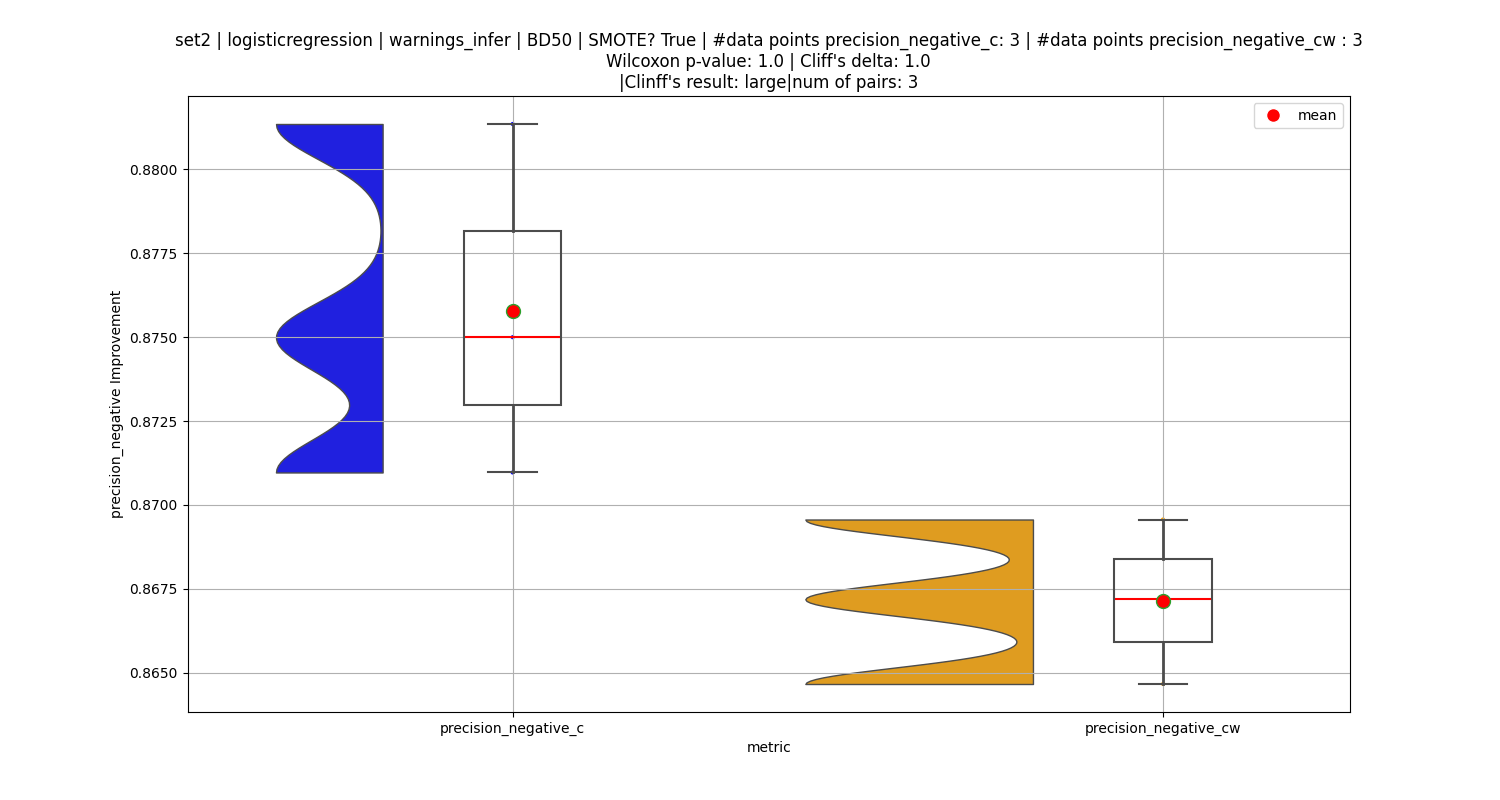 set2 | logisticregression | warnings_infer | BD50 | SMOTE? True | #data points precision_negative_c: 3 | #data points precision_negative_cw : 3
Wilcoxon p-value: 1.0 | Cliff's delta: 1.0
|Clinff's result: large|num of pairs: 3
mean
0.8800
0.8775
0.8750
0.8725
0.8700
0.8675
0.8650
precision_negative Improvement
precision_negative_c
precision_negative_cw
metric